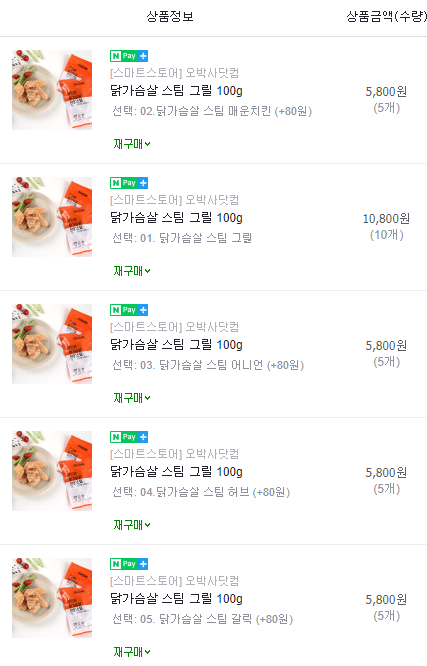 상품정보 상품금액(수량)
N Pay +
[스마트스토어] 오박사닷컴
닭가슴살 스팀 그릴 100g
5,800원
선택: 02.닭가슴살 스팀 매운치킨 (+80원)
(5개)
재구매
N Pay +
[스마트스토어] 오박사닷컴
닭가슴살 스팀 그릴 100g
10,800원
선택: 01. 닭가슴살 스팀 그릴
(10개)
재구매
N Pay +
[스마트스토어] 오박사닷컴
닭가슴살 스팀 그릴 100g
5,800원
선택: 03. 닭가슴살 스팀 어니언 (+80원)
(5개)
재구매
N Pay +
[스마트스토어] 오박사닷컴
닭가슴살 스팀 그릴 100g
5,800원
선택: 04.닭가슴살 스팀 허브 (+80원)
(5개)
재구매
N Pay +
[스마트스토어] 오박사닷컴
닭가슴살 스팀 그릴 100g
5,800원
선택: 05. 닭가슴살 스팀 갈릭 (+80원)
(5개)
재구매